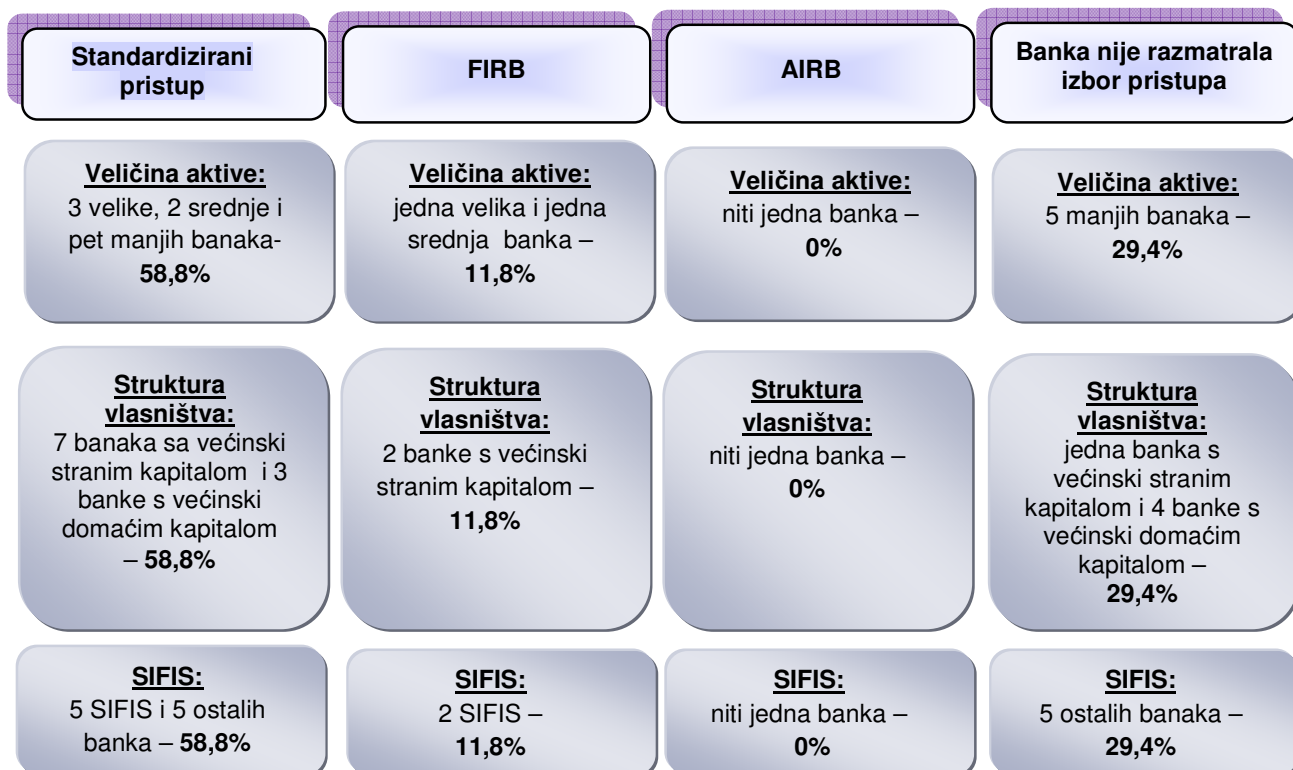 Standardizirani
pristup
FIRB
AIRB
Banka nije razmatrala
izbor pristupa
Veličina aktive:
3 velike, 2 srednje i
pet manjih banaka-
58,8%
Veličina aktive:
jedna velika i jedna
srednja banka –
11,8%
Veličina aktive:
niti jedna banka –
0%
Veličina aktive:
5 manjih banaka –
29,4%
Struktura
vlasništva:
7 banaka sa većinski
stranim kapitalom i 3
banke s većinski
domaćim kapitalom
– 58,8%
Struktura
vlasništva:
2 banke s većinski
stranim kapitalom –
11,8%
Struktura
vlasništva:
niti jedna banka –
0%
Struktura
vlasništva:
jedna banka s
većinski stranim
kapitalom i 4 banke s
većinski domaćim
kapitalom –
29,4%
SIFIS:
5 SIFIS i 5 ostalih
banka – 58,8%
SIFIS:
2 SIFIS –
11,8%
SIFIS:
niti jedna banka –
0%
SIFIS:
5 ostalih banaka –
29,4%